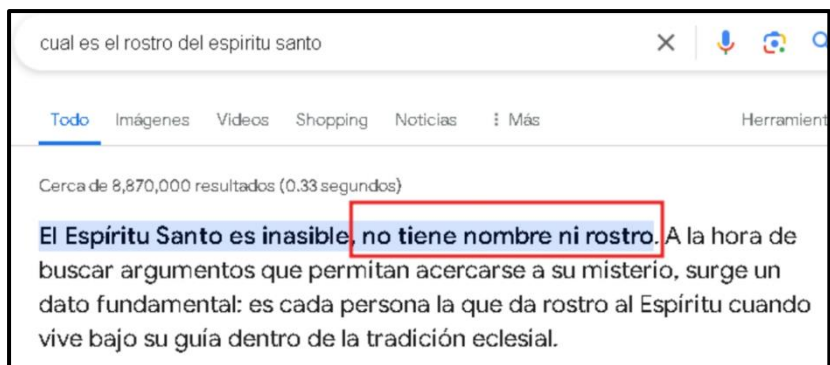 cual es el rostro del espiritu santo
Todo Imágenes Videos Shopping Noticias ⋮ Más Herramient
Cerca de 8,870,000 resultados (0.33 segundos)
El Espíritu Santo es inasible, no tiene nombre ni rostro. A la hora de
buscar argumentos que permitan acercarse a su misterio, surge un
dato fundamental: es cada persona la que da rostro al Espíritu cuando
vive bajo su guía dentro de la tradición eclesial.